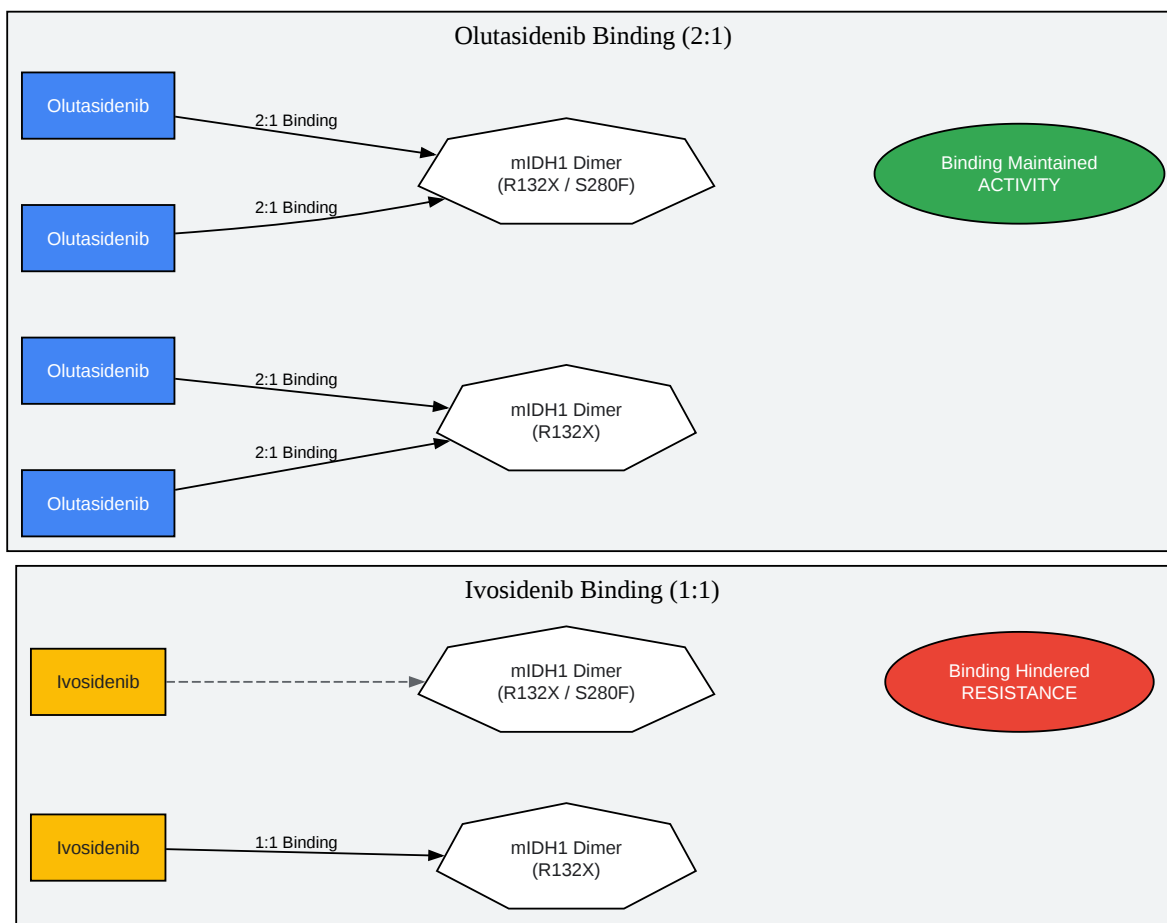 Olutasidenib Binding (2:1)
Olutasidenib
2:1 Binding
mIDH1 Dimer
(R132X / S280F)
Binding Maintained
ACTIVITY
Olutasidenib
2:1 Binding
Olutasidenib
2:1 Binding
mIDH1 Dimer
(R132X)
Olutasidenib
2:1 Binding
Ivosidenib Binding (1:1)
Ivosidenib
mIDH1 Dimer
(R132X / S280F)
Binding Hindered
RESISTANCE
Ivosidenib
1:1 Binding
mIDH1 Dimer
(R132X)